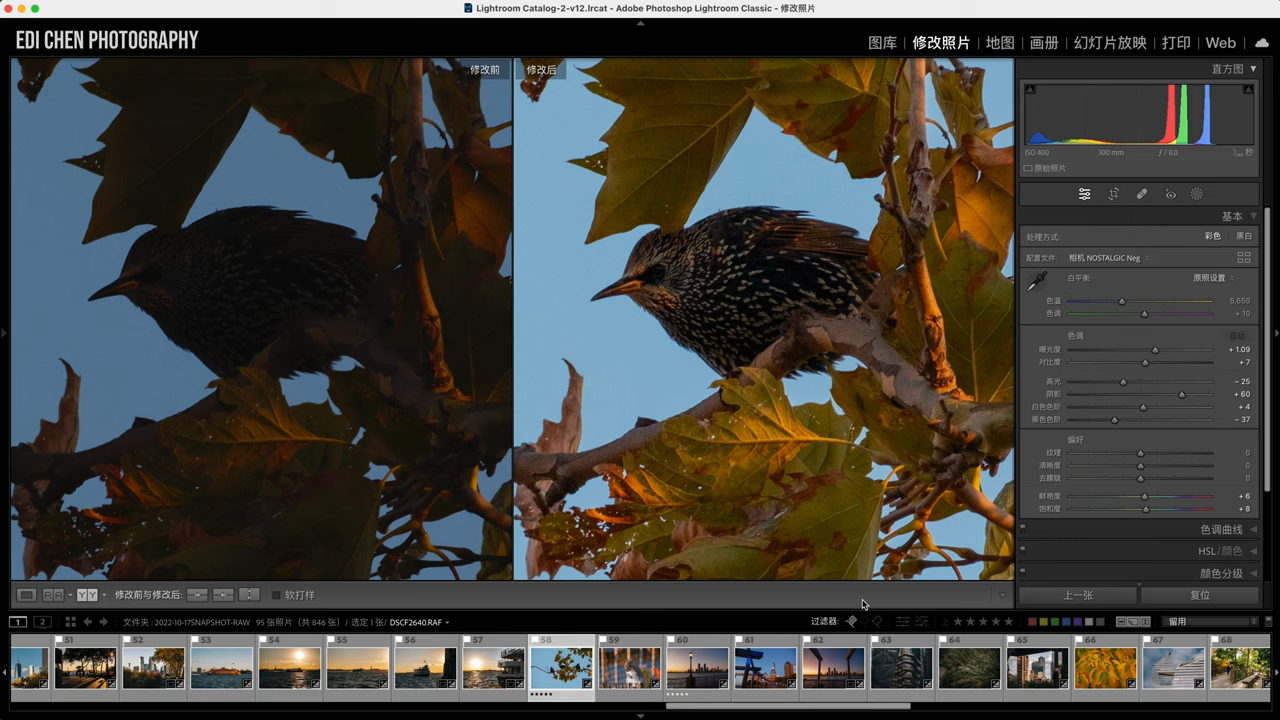 Lightroom Catalog-2-v12.lrcat - Adobe Photoshop Lightroom Classic - 修改照片
EDI CHEN PHOTOGRAPHY
图库 | 修改照片 | 地图 | 画册 | 幻灯片放映 | 打印 | Web
修改前
修改后
直方图
ISO 400 300 mm ƒ / 8.0
原始照片
基本
处理方式: 彩色 黑白
配置文件: 相机 NOSTALGIC Neg
白平衡: 原照设置
色温 5,650
色调 + 10
色调 自动
曝光度 + 1.09
对比度 + 7
高光 − 25
阴影 + 60
白色色阶 + 4
黑色色阶 − 37
偏好
纹理 0
清晰度 0
去朦胧 0
鲜艳度 + 6
饱和度 + 8
色调曲线
HSL / 颜色
颜色分级
修改前与修改后:
软打样
上一张 复位
1 2 文件夹 : 2022-10-17SNAPSHOT-RAW 95 张照片（共 846 张）/ 选定 1 张/ DSCF2640.RAF
过滤器: 留用
51 52 53 54 55 56 57 58 59 60 61 62 63 64 65 66 67 68